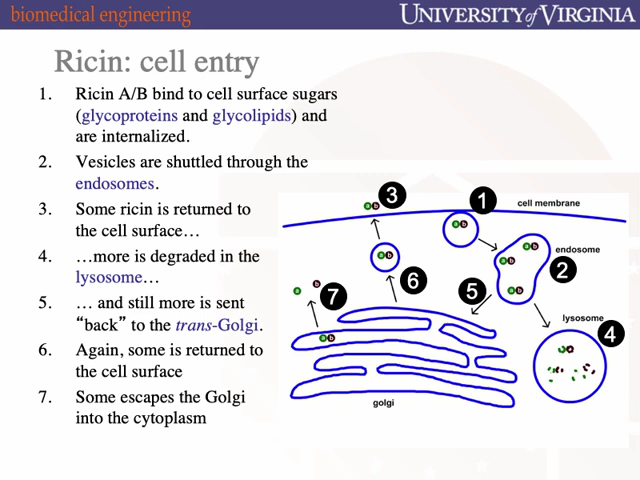 biomedical engineering
UNIVERSITY of VIRGINIA
Ricin: cell entry
1. Ricin A/B bind to cell surface sugars
(glycoproteins and glycolipids) and
are internalized.
2. Vesicles are shuttled through the
endosomes.
3. Some ricin is returned to
the cell surface…
4. …more is degraded in the
lysosome…
5. … and still more is sent
“back” to the trans-Golgi.
6. Again, some is returned to
the cell surface
7. Some escapes the Golgi
into the cytoplasm
3
1
cell membrane
a b
a b
a b
a b
endosome
2
a b
6
5
b
a
7
a b
a b
lysosome
4
golgi